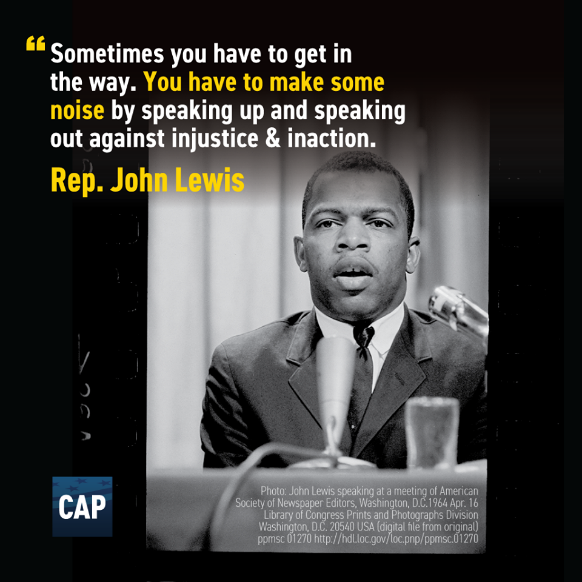 “ Sometimes you have to get in
the way. You have to make some
noise by speaking up and speaking
out against injustice & inaction.
Rep. John Lewis
CAP
Photo: John Lewis speaking at a meeting of American
Society of Newspaper Editors, Washington, D.C.1964 Apr. 16
Library of Congress Prints and Photographs Division
Washington, D.C. 20540 USA (digital file from original)
ppmsc 01270 http://hdl.loc.gov/loc.pnp/ppmsc.01270